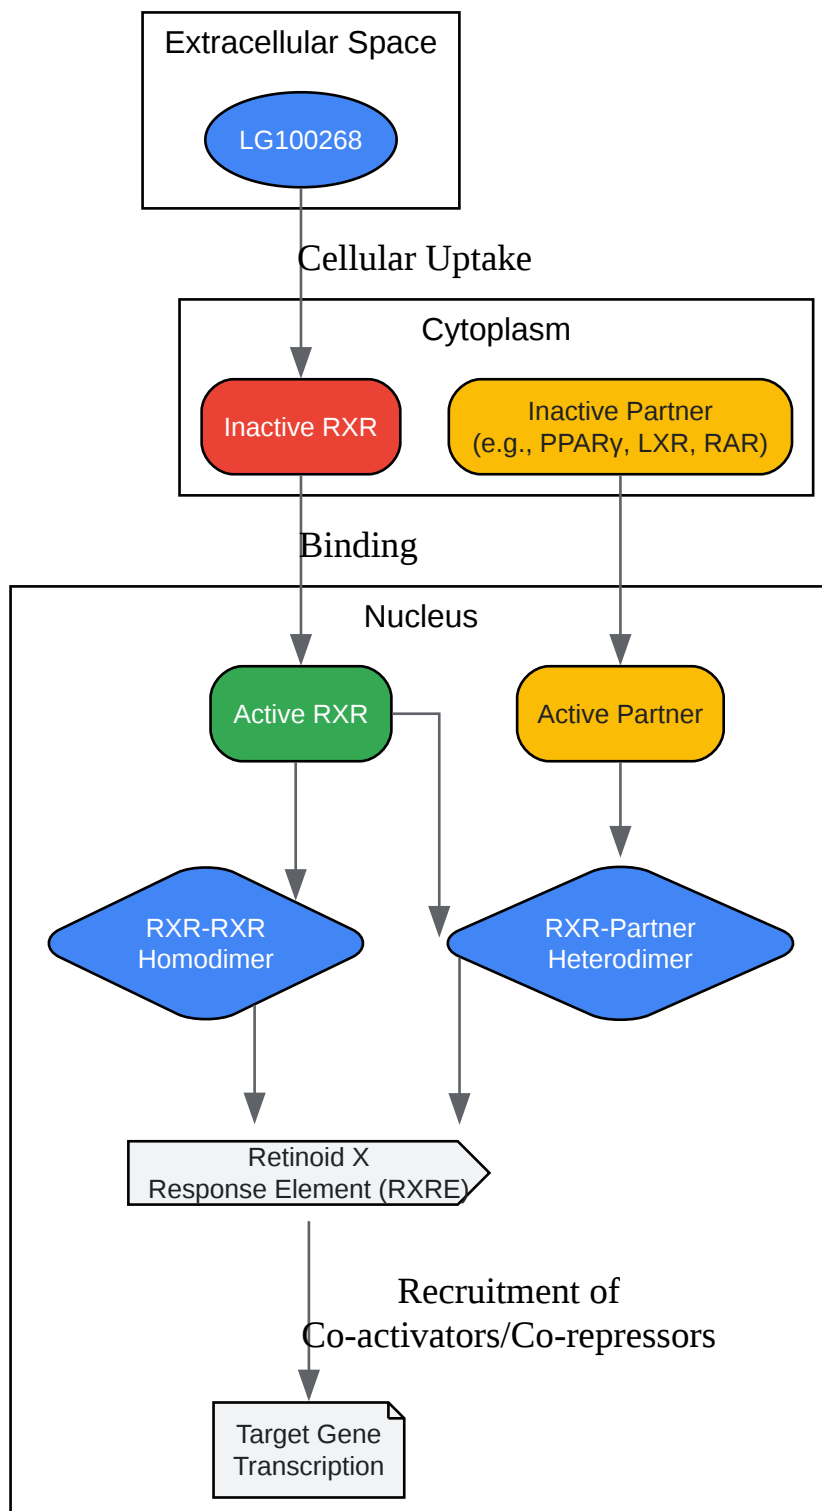 Extracellular Space
LG100268
Cellular Uptake
Cytoplasm
Inactive RXR
Inactive Partner
(e.g., PPARγ, LXR, RAR)
Binding
Nucleus
Active RXR
Active Partner
RXR-RXR
Homodimer
RXR-Partner
Heterodimer
Retinoid X
Response Element (RXRE)
Recruitment of
Co-activators/Co-repressors
Target Gene
Transcription